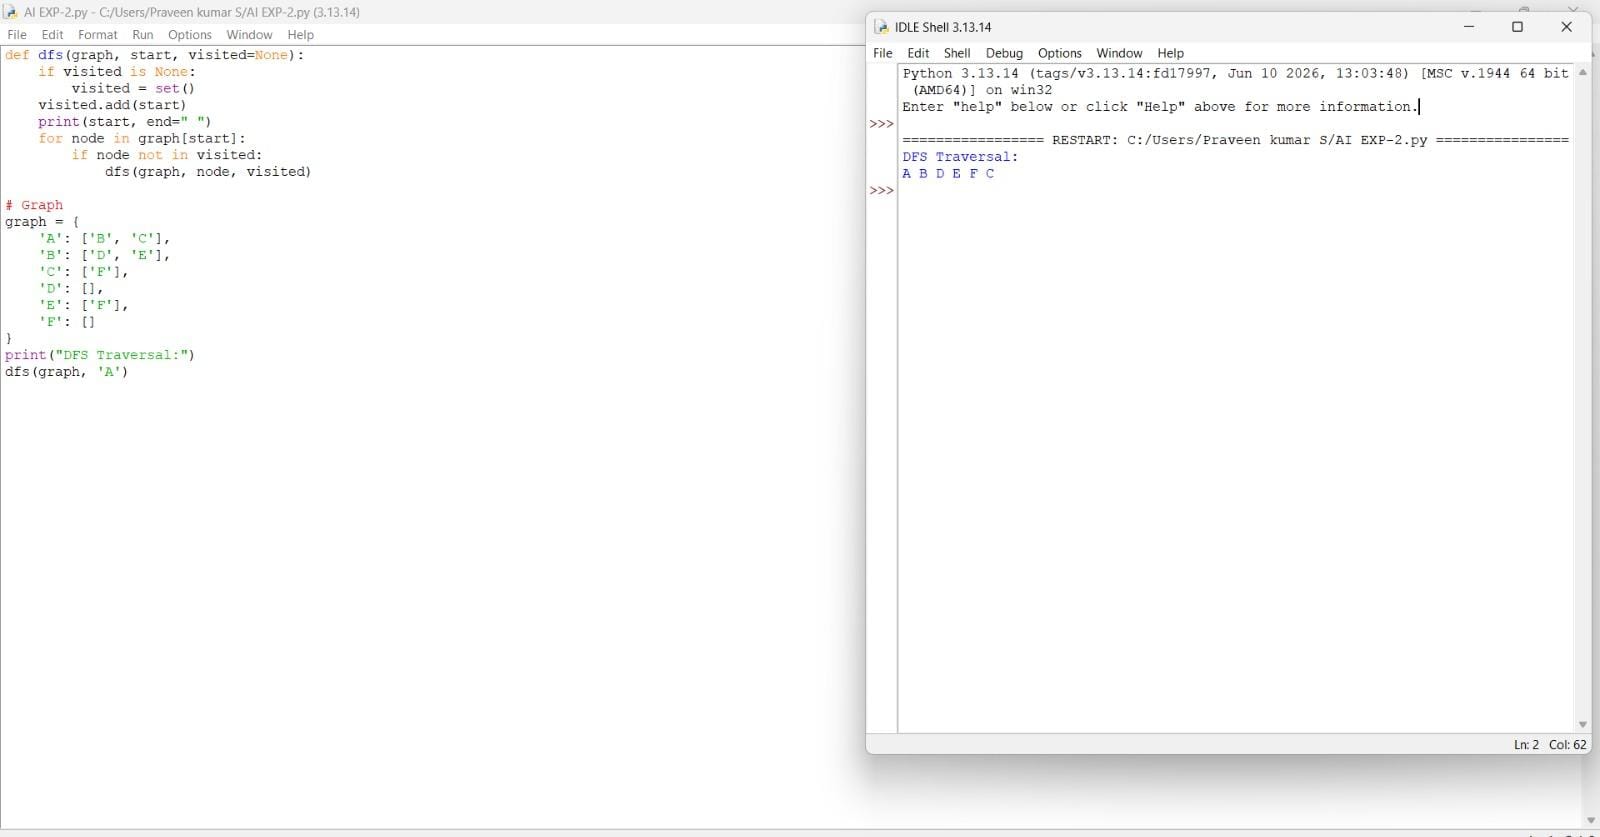 AI EXP-2.py - C:/Users/Praveen kumar S/AI EXP-2.py (3.13.14)
File Edit Format Run Options Window Help
def dfs(graph, start, visited=None):
    if visited is None:
        visited = set()
    visited.add(start)
    print(start, end=" ")
    for node in graph[start]:
        if node not in visited:
            dfs(graph, node, visited)

# Graph
graph = {
    'A': ['B', 'C'],
    'B': ['D', 'E'],
    'C': ['F'],
    'D': [],
    'E': ['F'],
    'F': []
}
print("DFS Traversal:")
dfs(graph, 'A')
IDLE Shell 3.13.14
File Edit Shell Debug Options Window Help
Python 3.13.14 (tags/v3.13.14:fd17997, Jun 10 2026, 13:03:48) [MSC v.1944 64 bit
(AMD64)] on win32
Enter "help" below or click "Help" above for more information.
>>>
================= RESTART: C:/Users/Praveen kumar S/AI EXP-2.py ================
DFS Traversal:
A B D E F C
>>>
Ln: 2 Col: 62